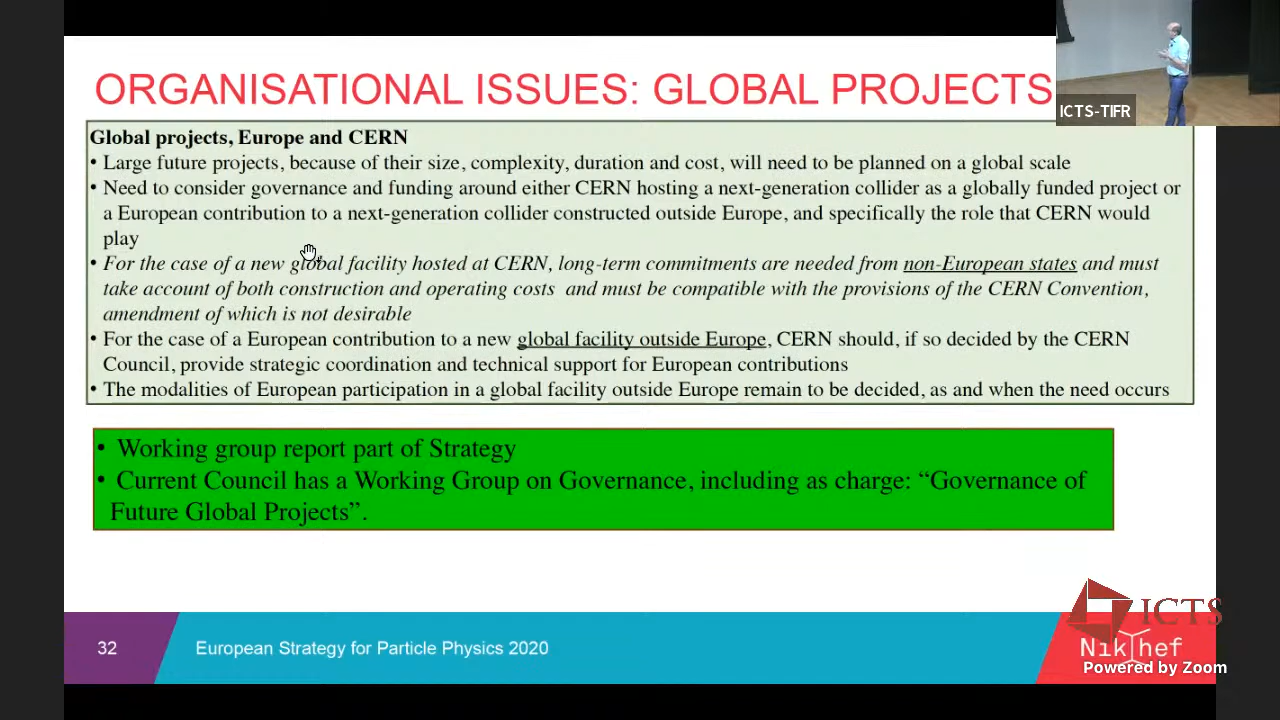 ORGANISATIONAL ISSUES: GLOBAL PROJECTS
ICTS-TIFR
Global projects, Europe and CERN
• Large future projects, because of their size, complexity, duration and cost, will need to be planned on a global scale
• Need to consider governance and funding around either CERN hosting a next-generation collider as a globally funded project or
a European contribution to a next-generation collider constructed outside Europe, and specifically the role that CERN would
play
• For the case of a new global facility hosted at CERN, long-term commitments are needed from non-European states and must
take account of both construction and operating costs and must be compatible with the provisions of the CERN Convention,
amendment of which is not desirable
• For the case of a European contribution to a new global facility outside Europe, CERN should, if so decided by the CERN
Council, provide strategic coordination and technical support for European contributions
• The modalities of European participation in a global facility outside Europe remain to be decided, as and when the need occurs
• Working group report part of Strategy
• Current Council has a Working Group on Governance, including as charge: “Governance of
Future Global Projects”.
ICTS
32
European Strategy for Particle Physics 2020
Nikhef
Powered by Zoom